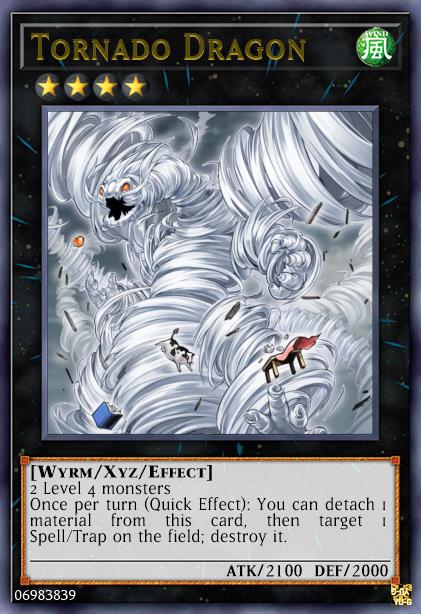 TORNADO DRAGON
WIND
風
[WYRM/XYZ/EFFECT]
2 Level 4 monsters
Once per turn (Quick Effect): You can detach 1
material from this card, then target 1
Spell/Trap on the field; destroy it.
ATK/2100 DEF/2000
06983839